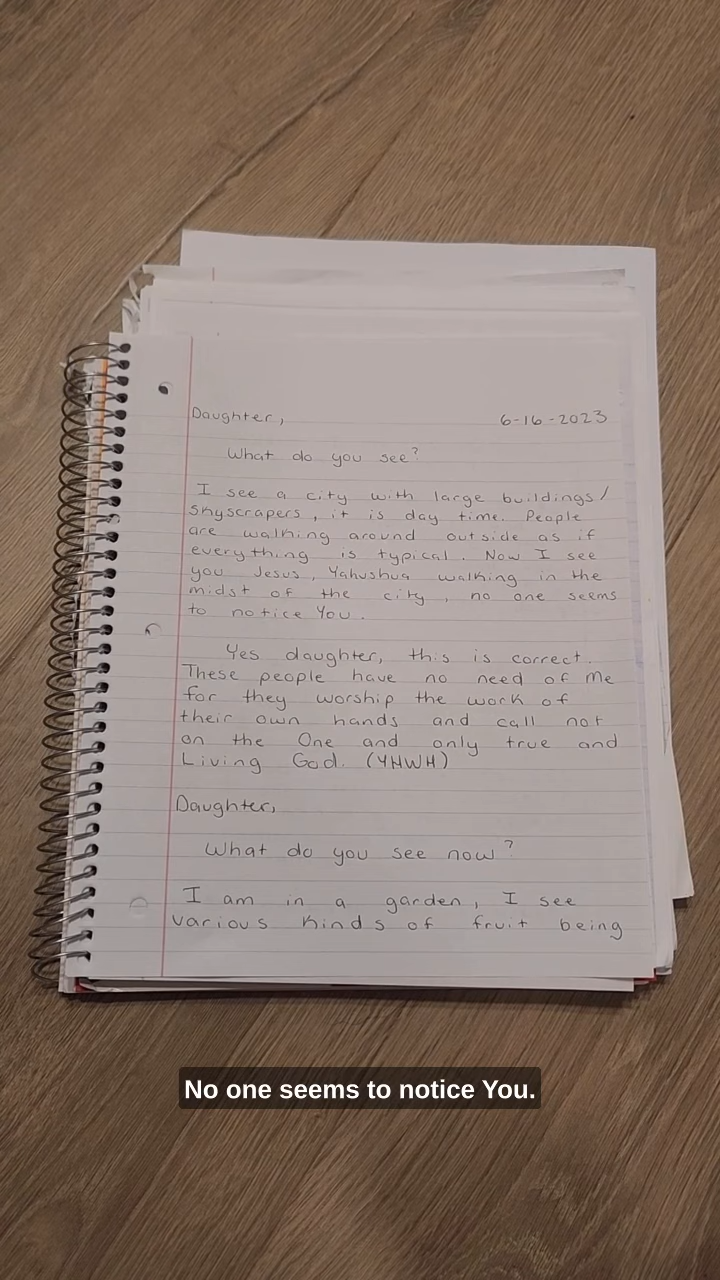 Daughter, 6-16-2023
What do you see?
I see a city with large buildings/
skyscrapers, it is day time. People
are walking around outside as if
everything is typical. Now I see
you Jesus, Yahushua walking in the
midst of the city, no one seems
to notice You.
Yes daughter, this is correct.
These people have no need of Me
for they worship the work of
their own hands and call not
on the One and only true and
Living God. (YHWH)
Daughter,
What do you see now?
I am in a garden, I see
various kinds of fruit being
No one seems to notice You.